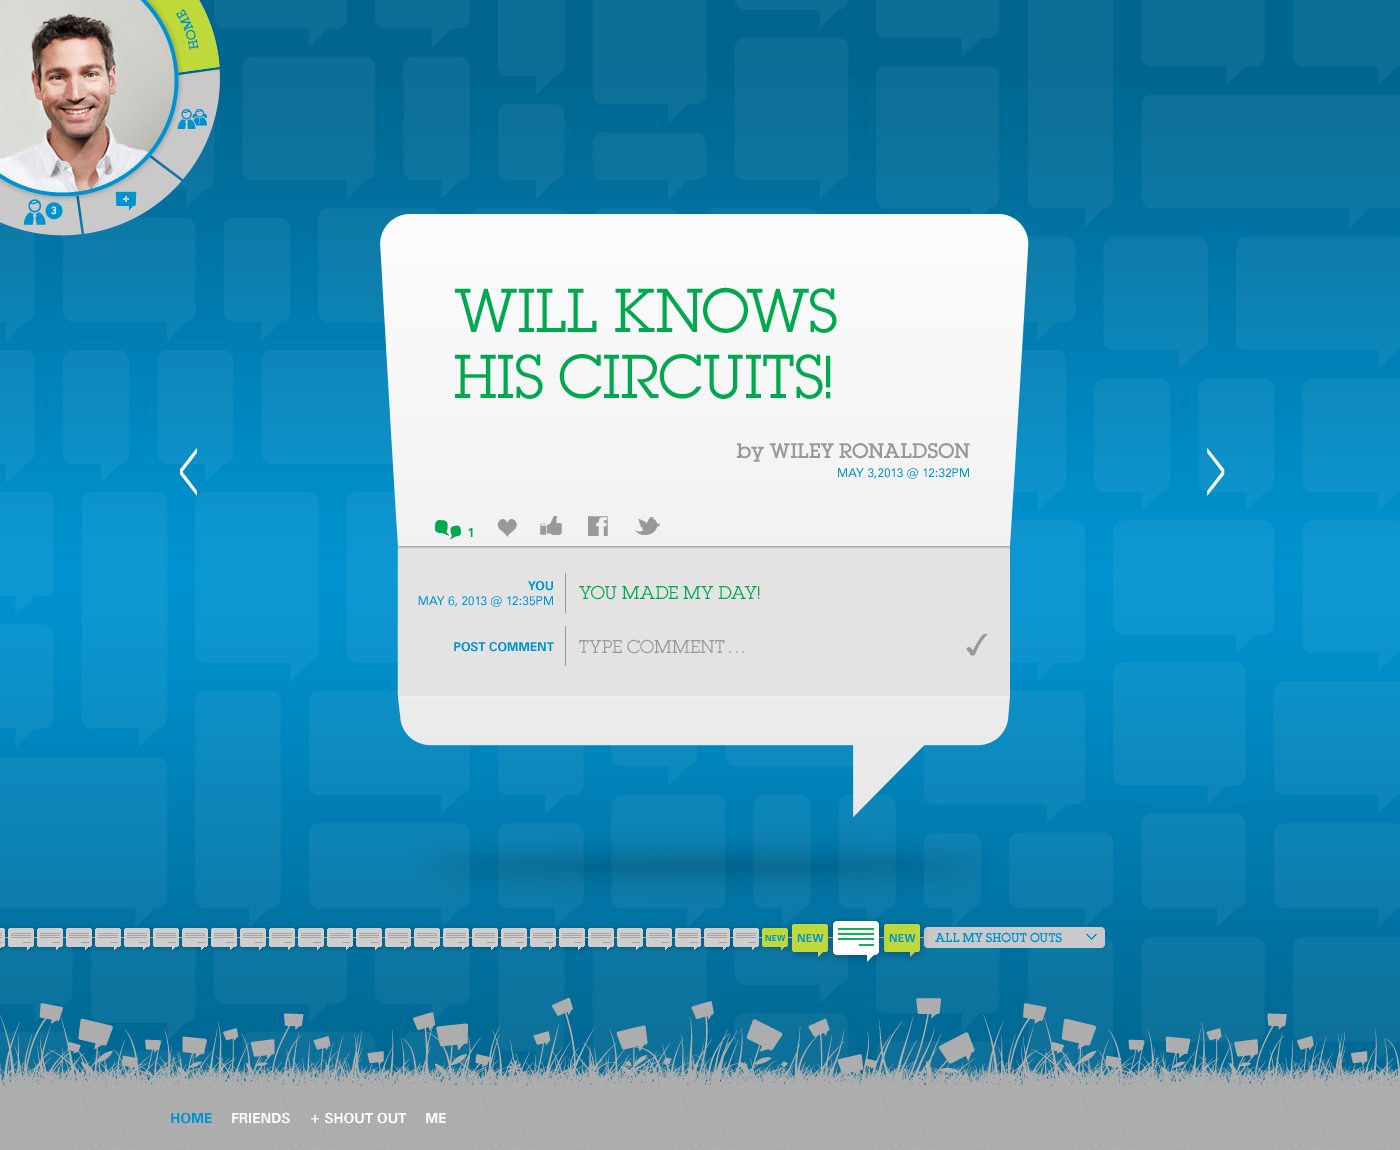 HOME
3
WILL KNOWS
HIS CIRCUITS!
by WILEY RONALDSON
MAY 3,2013 @ 12:32PM
1
YOU
MAY 6, 2013 @ 12:35PM
YOU MADE MY DAY!
POST COMMENT
TYPE COMMENT...
NEW
NEW
NEW
ALL MY SHOUT OUTS
HOME
FRIENDS
+ SHOUT OUT
ME